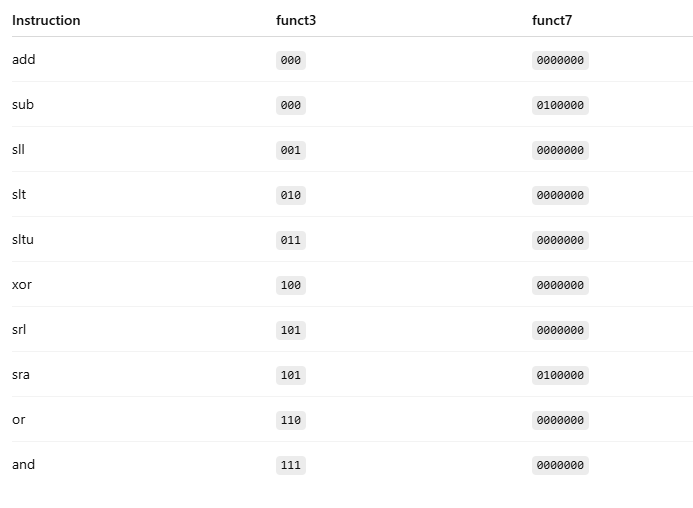 Instruction funct3 funct7
add 000 0000000
sub 000 0100000
sll 001 0000000
slt 010 0000000
sltu 011 0000000
xor 100 0000000
srl 101 0000000
sra 101 0100000
or 110 0000000
and 111 0000000